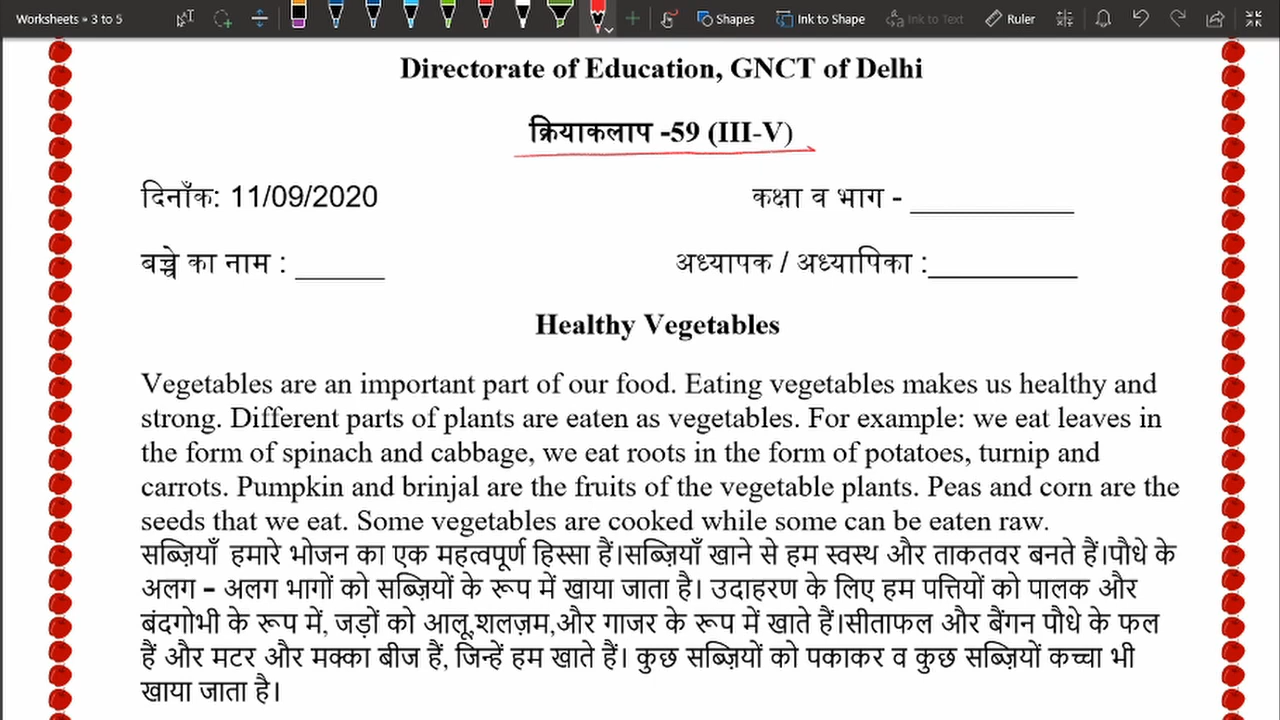 Worksheets » 3 to 5
Shapes
Ink to Shape
Ink to Text
Ruler
Directorate of Education, GNCT of Delhi
क्रियाकलाप -59 (III-V)
दिनाँक: 11/09/2020 कक्षा व भाग - ___________
बच्चे का नाम : ______ अध्यापक / अध्यापिका :__________
Healthy Vegetables
Vegetables are an important part of our food. Eating vegetables makes us healthy and
strong. Different parts of plants are eaten as vegetables. For example: we eat leaves in
the form of spinach and cabbage, we eat roots in the form of potatoes, turnip and
carrots. Pumpkin and brinjal are the fruits of the vegetable plants. Peas and corn are the
seeds that we eat. Some vegetables are cooked while some can be eaten raw.
सब्ज़ियाँ हमारे भोजन का एक महत्वपूर्ण हिस्सा हैं।सब्ज़ियाँ खाने से हम स्वस्थ और ताकतवर बनते हैं।पौधे के
अलग – अलग भागों को सब्ज़ियों के रूप में खाया जाता है। उदाहरण के लिए हम पत्तियों को पालक और
बंदगोभी के रूप में, जड़ों को आलू,शलज़म,और गाजर के रूप में खाते हैं।सीताफल और बैंगन पौधे के फल
हैं और मटर और मक्का बीज हैं, जिन्हें हम खाते हैं। कुछ सब्ज़ियों को पकाकर व कुछ सब्ज़ियों कच्चा भी
खाया जाता है।